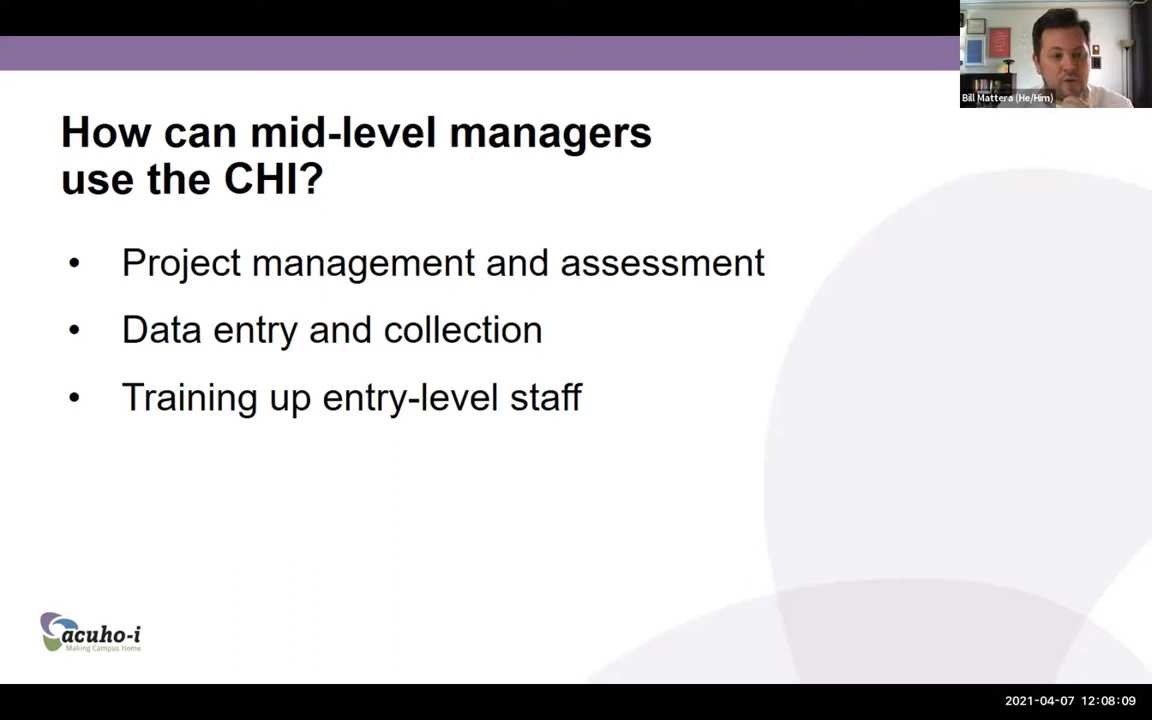 Bill Mattera (He/Him)
How can mid-level managers
use the CHI?
• Project management and assessment
• Data entry and collection
• Training up entry-level staff
acuho-i
Making Campus Home
2021-04-07 12:08:09